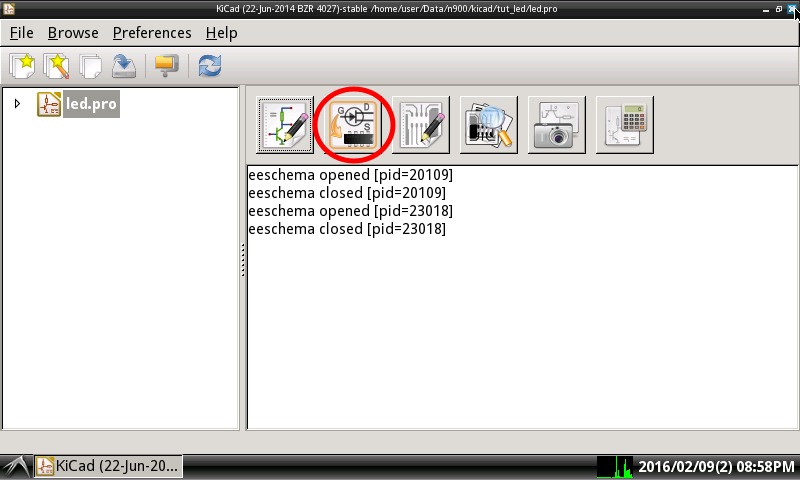 KiCad (22-Jun-2014 BZR 4027)-stable /home/user/Data/n900/kicad/tut_led/led.pro
File Browse Preferences Help
led.pro
G D S
eeschema opened [pid=20109]
eeschema closed [pid=20109]
eeschema opened [pid=23018]
eeschema closed [pid=23018]
KiCad (22-Jun-20...
2016/02/09(2) 08:58PM